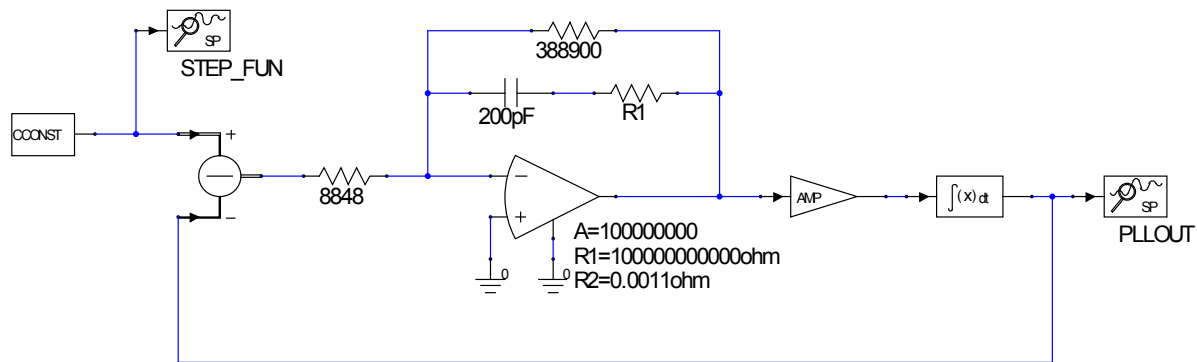 SP
STEP_FUN
388900
200pF
R1
CCONST
+
−
8848
−
+
A=100000000
R1=100000000000ohm
R2=0.0011ohm
0
0
AMP
∫(x) dt
SP
PLLOUT